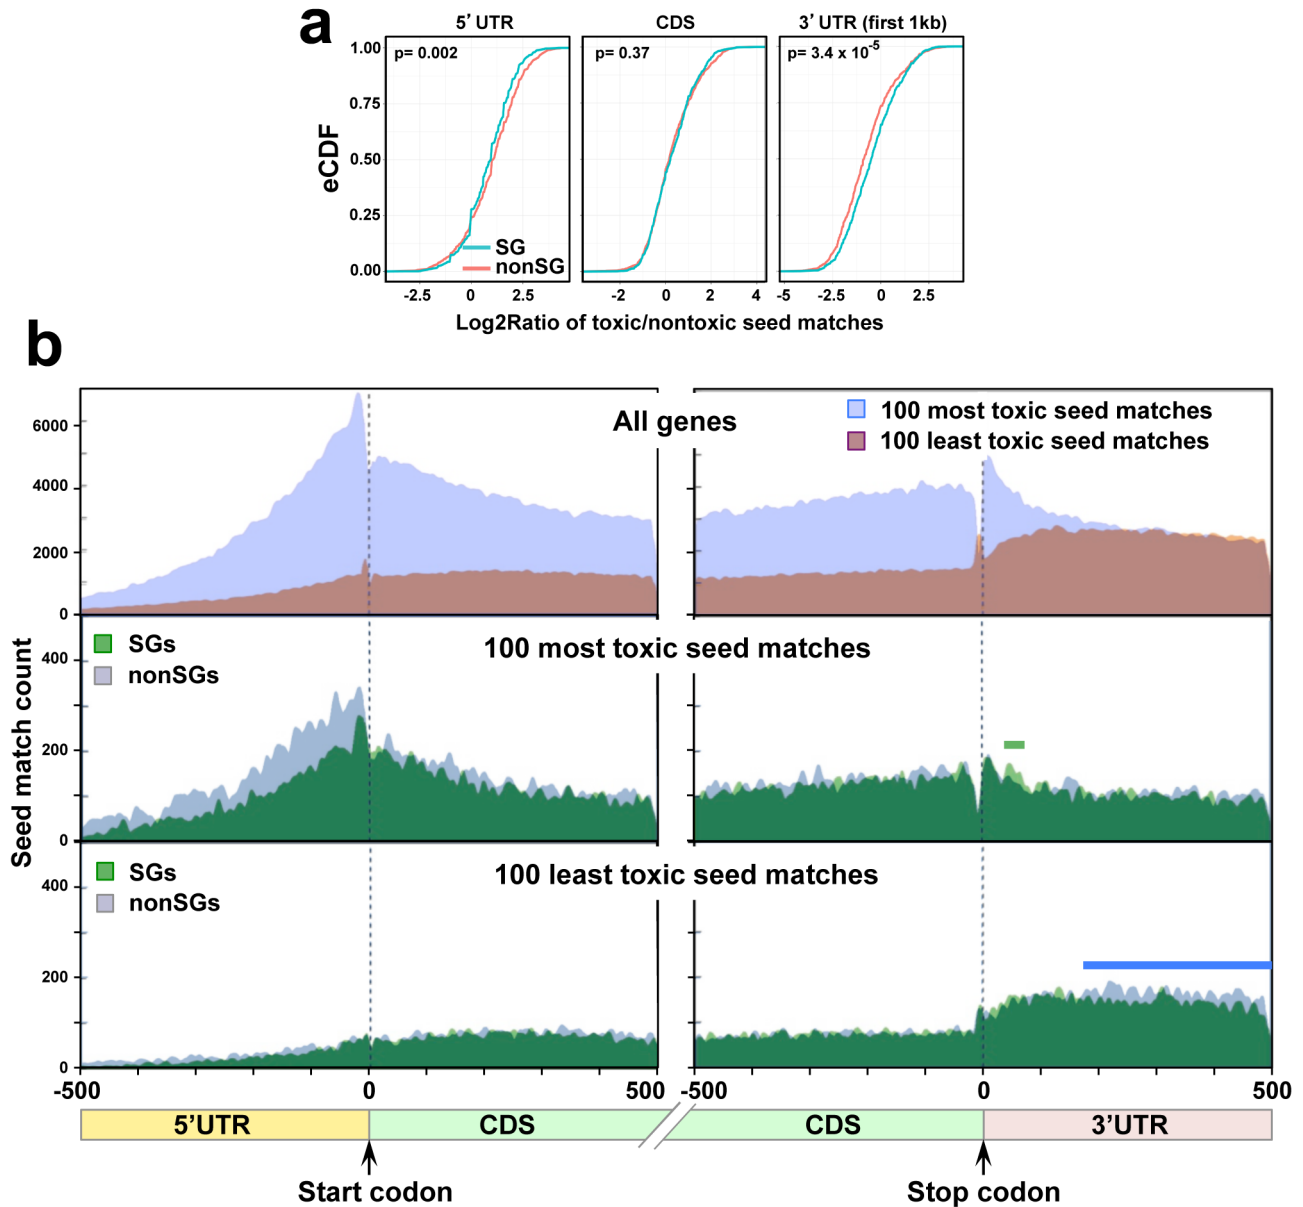 a
5′ UTR CDS 3′ UTR (first 1kb)
1.00 p= 0.002 p= 0.37 p= 3.4 x 10-5
0.75
eCDF
0.50
0.25
SG
nonSG
0.00
-2.5 0 2.5 -2 0 2 4 -5 -2.5 0 2.5
Log2Ratio of toxic/nontoxic seed matches
b
All genes
100 most toxic seed matches
100 least toxic seed matches
6000
4000
2000
0
Seed match count
SGs
nonSGs
100 most toxic seed matches
400
200
0
SGs
nonSGs
100 least toxic seed matches
400
200
0
-500 0 500 -500 0 500
5’UTR CDS CDS 3’UTR
Start codon Stop codon